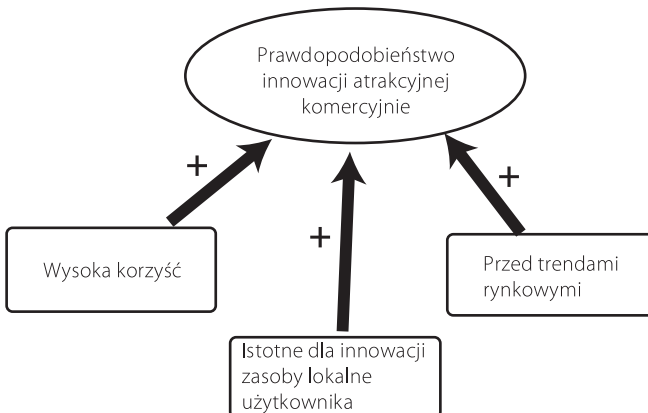 Prawdopodobieństwo
innowacji atrakcyjnej
komercyjnie
+
+
+
Wysoka korzyść
Przed trendami
rynkowymi
Istotne dla innowacji
zasoby lokalne
użytkownika